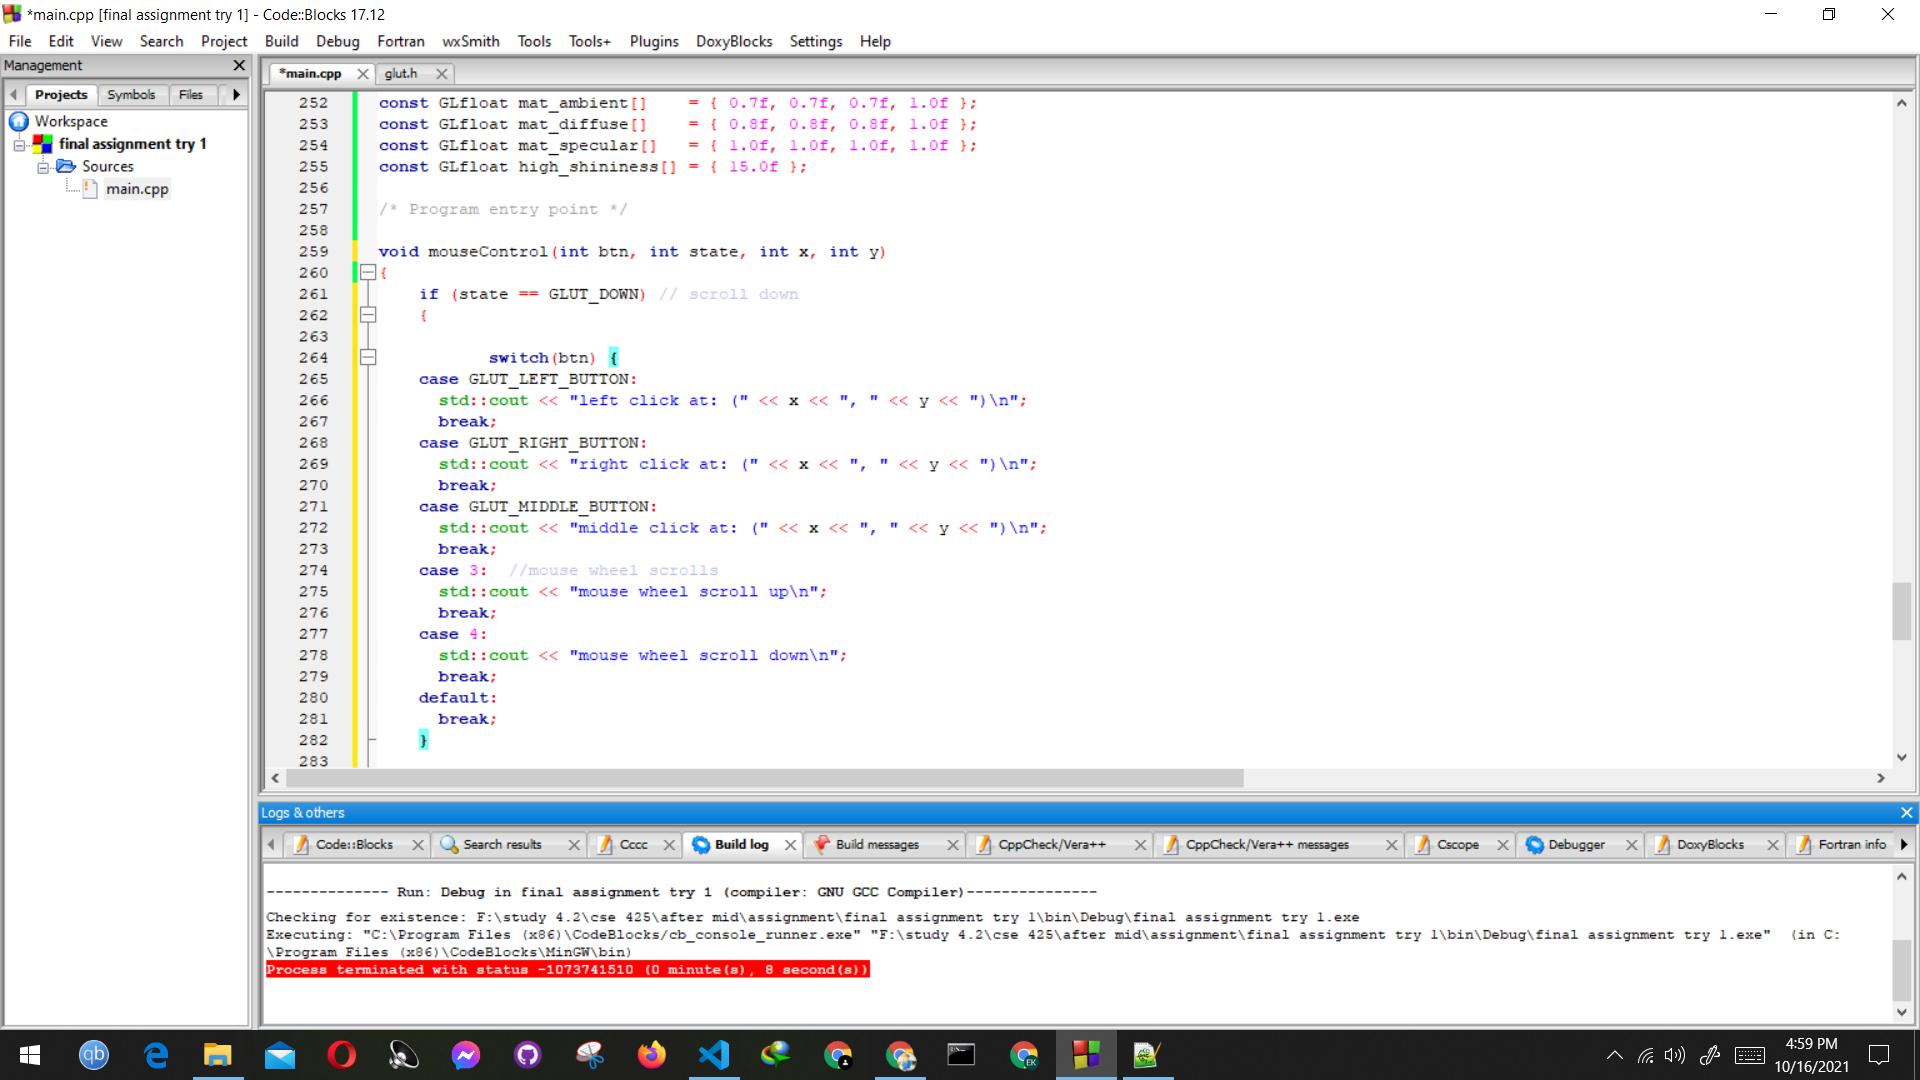 *main.cpp [final assignment try 1] - Code::Blocks 17.12
File Edit View Search Project Build Debug Fortran wxSmith Tools Tools+ Plugins DoxyBlocks Settings Help
Management
Projects Symbols Files
Workspace
final assignment try 1
Sources
main.cpp
*main.cpp glut.h
252 const GLfloat mat_ambient[] = { 0.7f, 0.7f, 0.7f, 1.0f };
253 const GLfloat mat_diffuse[] = { 0.8f, 0.8f, 0.8f, 1.0f };
254 const GLfloat mat_specular[] = { 1.0f, 1.0f, 1.0f, 1.0f };
255 const GLfloat high_shininess[] = { 15.0f };
256
257 /* Program entry point */
258
259 void mouseControl(int btn, int state, int x, int y)
260 {
261 if (state == GLUT_DOWN) // scroll down
262 {
263
264 switch(btn) {
265 case GLUT_LEFT_BUTTON:
266 std::cout << "left click at: (" << x << ", " << y << ")\n";
267 break;
268 case GLUT_RIGHT_BUTTON:
269 std::cout << "right click at: (" << x << ", " << y << ")\n";
270 break;
271 case GLUT_MIDDLE_BUTTON:
272 std::cout << "middle click at: (" << x << ", " << y << ")\n";
273 break;
274 case 3: //mouse wheel scrolls
275 std::cout << "mouse wheel scroll up\n";
276 break;
277 case 4:
278 std::cout << "mouse wheel scroll down\n";
279 break;
280 default:
281 break;
282 }
283
Logs & others
Code::Blocks Search results Cccc Build log Build messages CppCheck/Vera++ CppCheck/Vera++ messages Cscope Debugger DoxyBlocks Fortran info
-------------- Run: Debug in final assignment try 1 (compiler: GNU GCC Compiler)---------------
Checking for existence: F:\study 4.2\cse 425\after mid\assignment\final assignment try 1\bin\Debug\final assignment try 1.exe
Executing: "C:\Program Files (x86)\CodeBlocks/cb_console_runner.exe" "F:\study 4.2\cse 425\after mid\assignment\final assignment try 1\bin\Debug\final assignment try 1.exe" (in C:
\Program Files (x86)\CodeBlocks\MinGW\bin)
Process terminated with status -1073741510 (0 minute(s), 8 second(s))
qb
EK
4:59 PM
10/16/2021